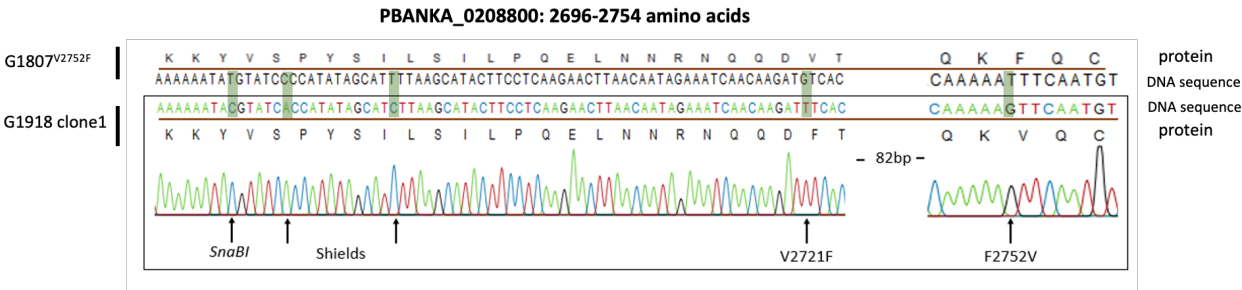 PBANKA_0208800: 2696-2754 amino acids
G1807V2752F
K K Y V S P Y S I L S I L P Q E L N N R N Q Q D V T Q K F Q C protein
AAAAAATATGTATCCCCATATAGCATTTTAAGCATACTTCCTCAAGAACTTAACAATAGAAATCAACAAGATGTCAC CAAAAATTTCAATGT DNA sequence
G1918 clone1
AAAAAATACGTATCACCATATAGCATCTTAAGCATACTTCCTCAAGAACTTAACAATAGAAATCAACAAGATTTCAC CAAAAAGTTCAATGT DNA sequence
K K Y V S P Y S I L S I L P Q E L N N R N Q Q D F T Q K V Q C protein
– 82bp –
SnaBI Shields V2721F F2752V